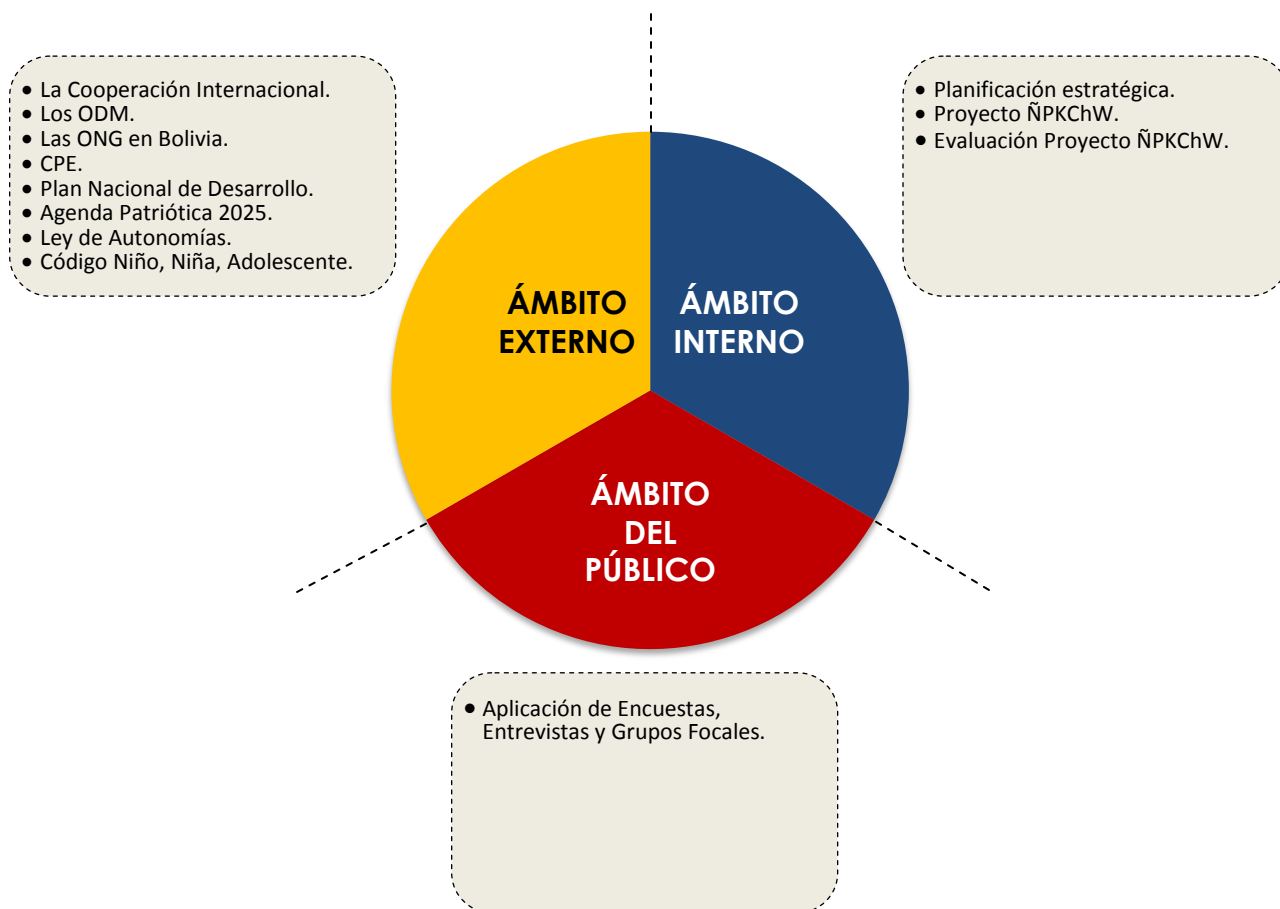 • La Cooperación Internacional.
• Los ODM.
• Las ONG en Bolivia.
• CPE.
• Plan Nacional de Desarrollo.
• Agenda Patriótica 2025.
• Ley de Autonomías.
• Código Niño, Niña, Adolescente.
• Planificación estratégica.
• Proyecto ÑPKChW.
• Evaluación Proyecto ÑPKChW.
ÁMBITO
EXTERNO
ÁMBITO
INTERNO
ÁMBITO
DEL
PÚBLICO
• Aplicación de Encuestas,
Entrevistas y Grupos Focales.